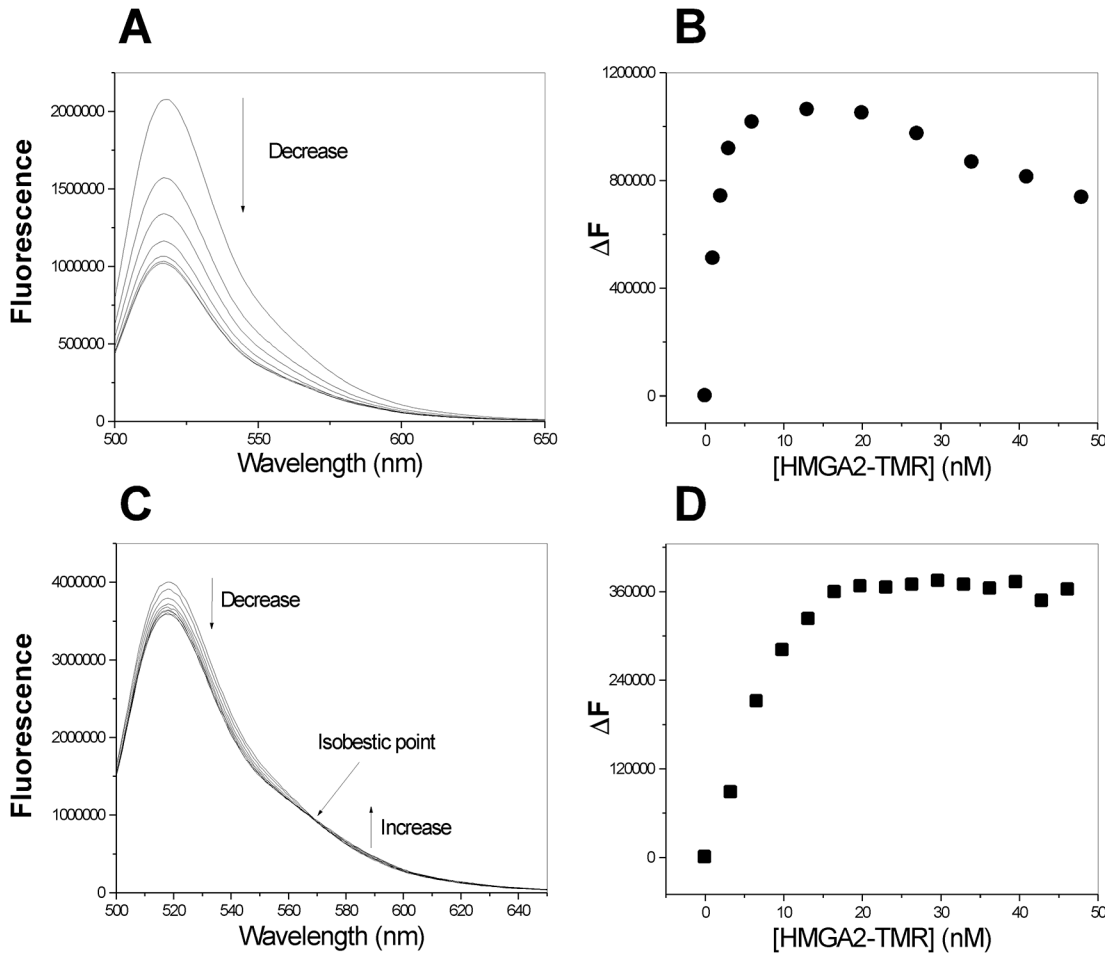 A
B
2000000
1500000
1000000
500000
0
Fluorescence
Decrease
500
550
600
650
Wavelength (nm)
1200000
800000
400000
0
ΔF
0
10
20
30
40
50
[HMGA2-TMR] (nM)
C
D
4000000
3000000
2000000
1000000
0
Fluorescence
Decrease
Isobestic point
Increase
500
520
540
560
580
600
620
640
Wavelength (nm)
360000
240000
120000
0
ΔF
0
10
20
30
40
50
[HMGA2-TMR] (nM)